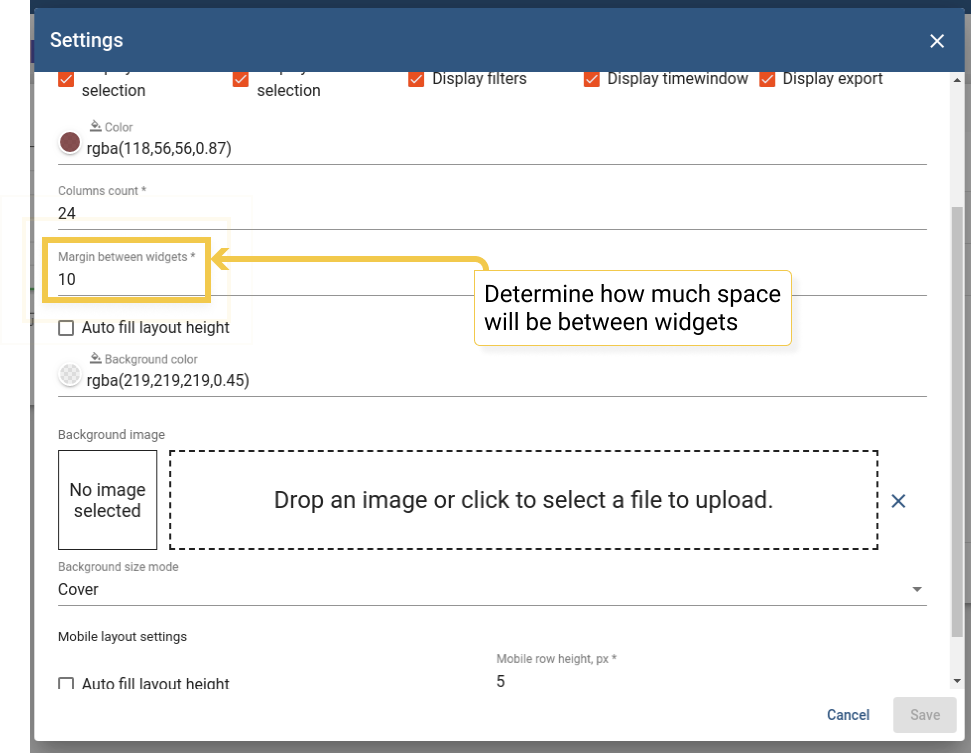 Settings
selection
selection
Display filters
Display timewindow
Display export
Color
rgba(118,56,56,0.87)
Columns count *
24
Margin between widgets *
10
Determine how much space
will be between widgets
Auto fill layout height
Background color
rgba(219,219,219,0.45)
Background image
No image
selected
Drop an image or click to select a file to upload.
Background size mode
Cover
Mobile layout settings
Mobile row height, px *
Auto fill layout height
5
Cancel
Save